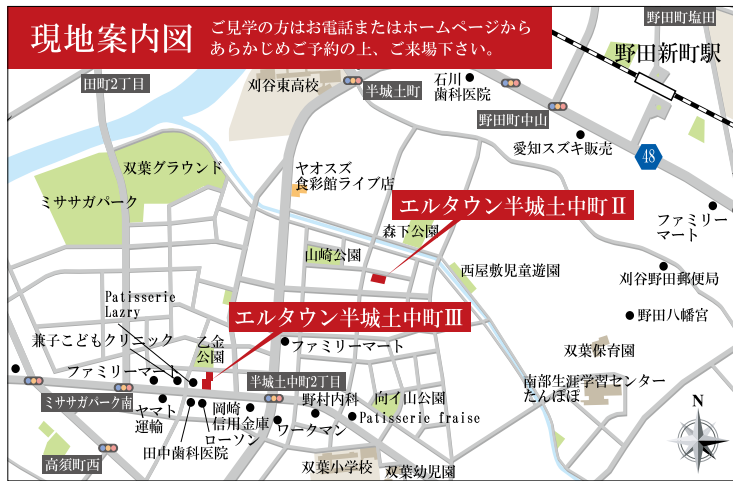 現地案内図
ご見学の方はお電話またはホームページから
あらかじめご予約の上、ご来場下さい。
野田町塩田
野田新町駅
田町2丁目
刈谷東高校
半城土町
石川
歯科医院
野田町中山
愛知スズキ販売
48
双葉グラウンド
ミササガパーク
ヤオスズ
食彩館ライブ店
エルタウン半城土中町Ⅱ
ファミリー
マート
森下公園
山崎公園
西屋敷児童遊園
刈谷野田郵便局
Patisserie
Lazry
エルタウン半城土中町Ⅲ
野田八幡宮
兼子こどもクリニック
乙金
公園
ファミリーマート
双葉保育園
ファミリーマート
半城土中町2丁目
南部生涯学習センター
たんぽぽ
ミササガパーク南
ヤマト
運輸
岡崎
信用金庫
野村内科
向イ山公園
Patisserie fraise
N
ローソン
ワークマン
田中歯科医院
高須町西
双葉小学校
双葉幼児園